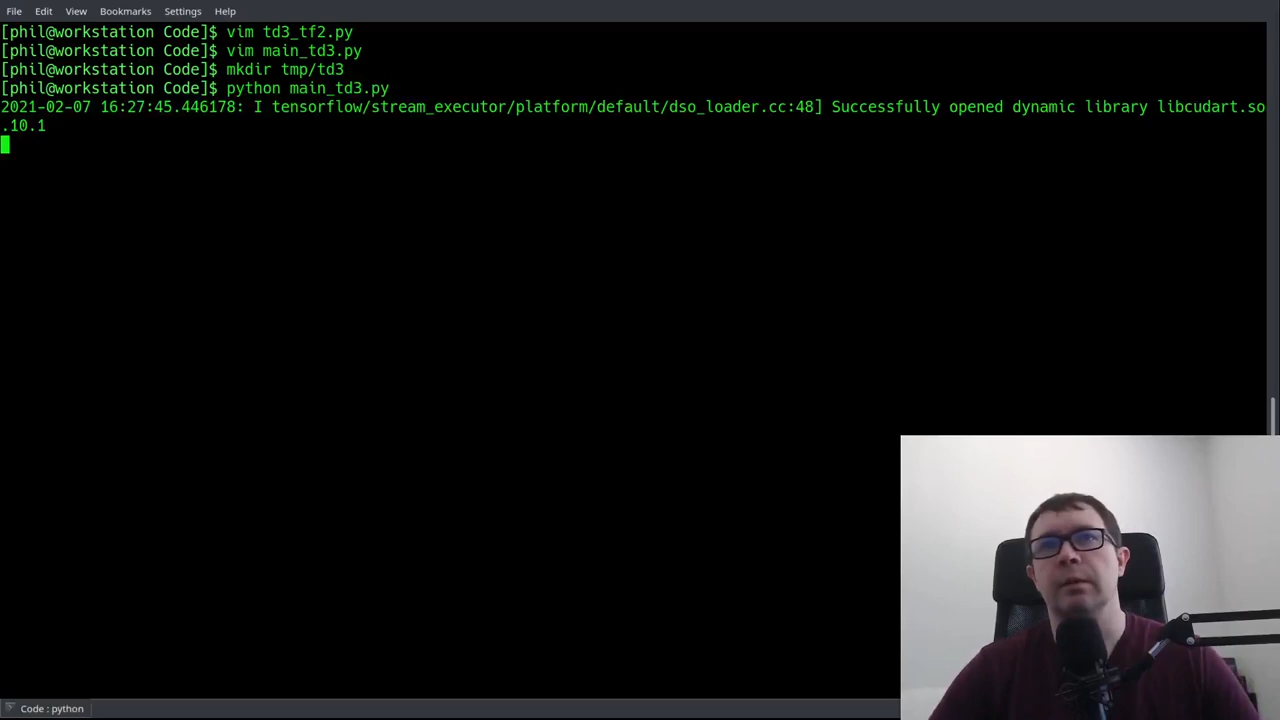 File Edit View Bookmarks Settings Help
[phil@workstation Code]$ vim td3_tf2.py
[phil@workstation Code]$ vim main_td3.py
[phil@workstation Code]$ mkdir tmp/td3
[phil@workstation Code]$ python main_td3.py
2021-02-07 16:27:45.446178: I tensorflow/stream_executor/platform/default/dso_loader.cc:48] Successfully opened dynamic library libcudart.so
.10.1
Code : python